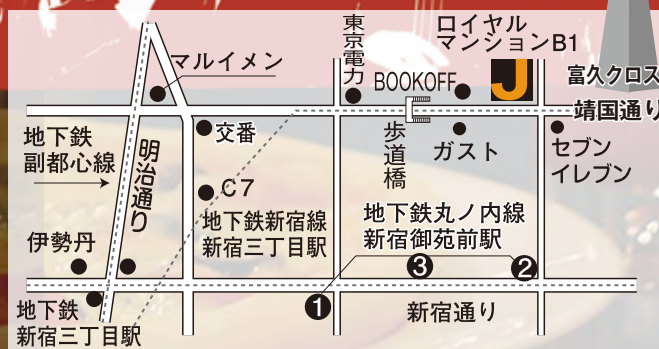 東京電力
ロイヤル
マンションB1
マルイメン
BOOKOFF
J
富久クロス
靖国通り
地下鉄
副都心線
明治通り
交番
歩道橋
ガスト
セブン
イレブン
C7
地下鉄新宿線
新宿三丁目駅
地下鉄丸ノ内線
新宿御苑前駅
伊勢丹
3
2
1
地下鉄
新宿三丁目駅
新宿通り